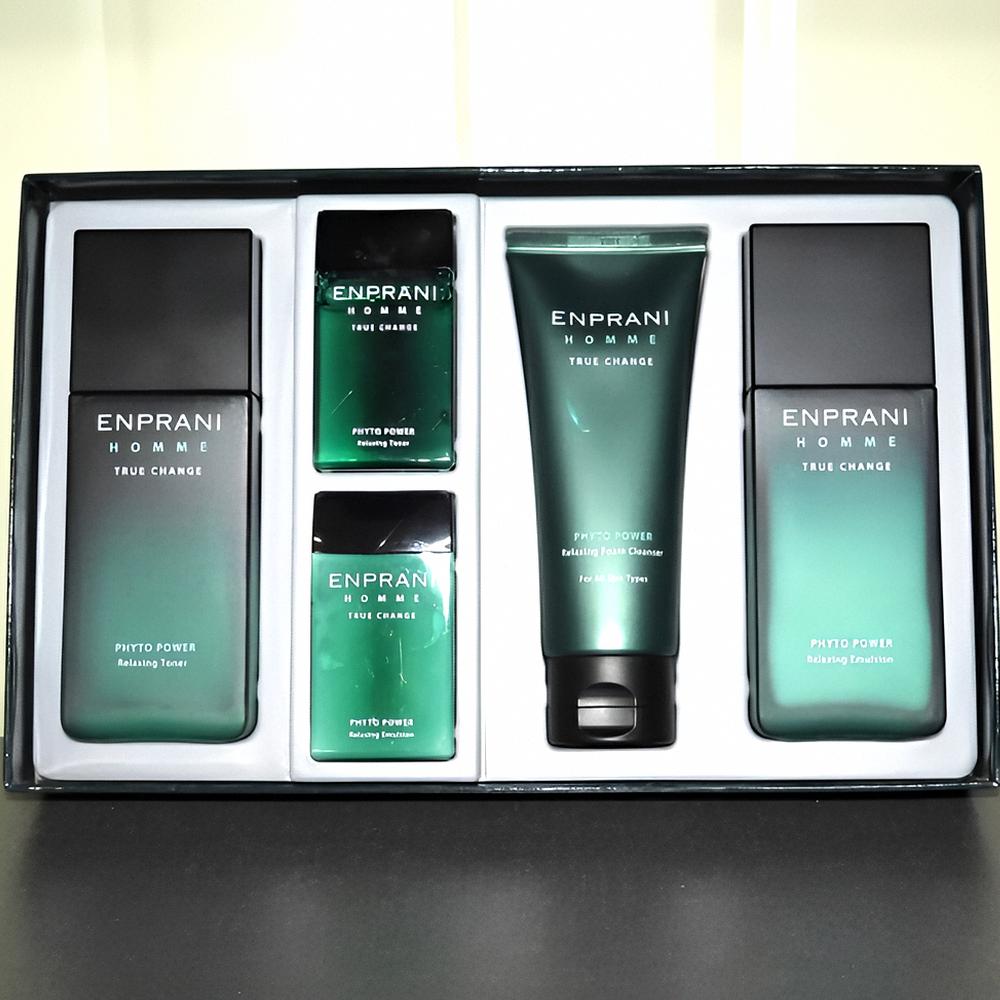 ENPRANI
HOMME
TRUE CHANGE
PHYTO POWER
Relaxing Toner
ENPRANI
HOMME
TRUE CHANGE
PHYTO POWER
Relaxing Toner
ENPRANI
HOMME
TRUE CHANGE
PHYTO POWER
Relaxing Emulsion
ENPRANI
HOMME
TRUE CHANGE
PHYTO POWER
Relaxing Foam Cleanser
For All Skin Types
ENPRANI
HOMME
TRUE CHANGE
PHYTO POWER
Relaxing Emulsion